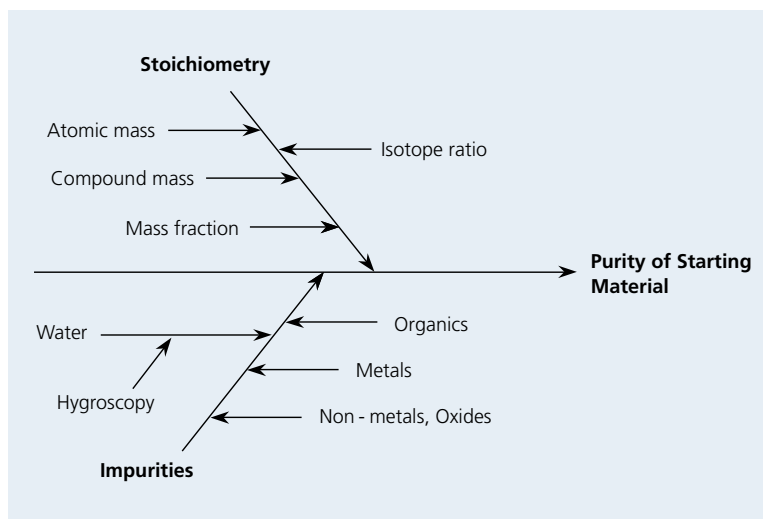 Stoichiometry
Atomic mass
Isotope ratio
Compound mass
Mass fraction
Purity of Starting
Material
Water
Organics
Metals
Hygroscopy
Non - metals, Oxides
Impurities